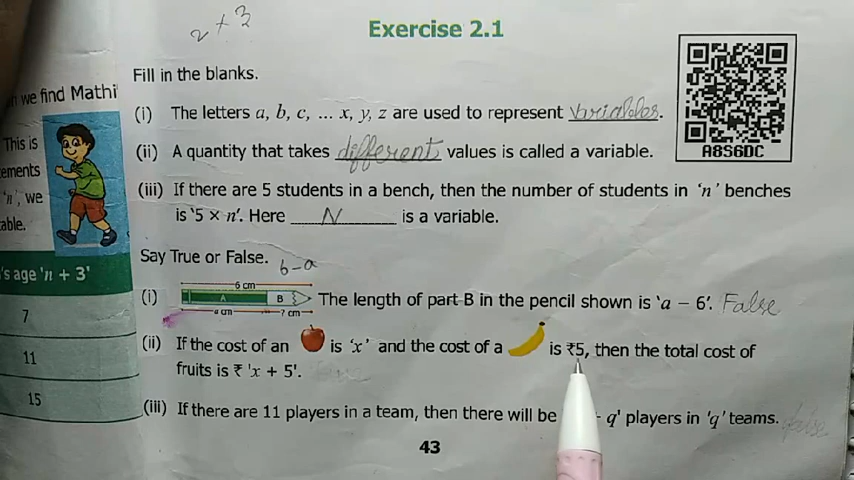 2 + 3
Exercise 2.1
Fill in the blanks.
(i) The letters a, b, c, ... x, y, z are used to represent variables.
A8S6DC
(ii) A quantity that takes different values is called a variable.
(iii) If there are 5 students in a bench, then the number of students in 'n' benches
is '5 × n'. Here N is a variable.
we find Mathi
This is
ements
'n', we
table.
's age 'n + 3'
7
11
15
Say True or False.
6-a
(i) 6 cm A B a cm ? cm The length of part B in the pencil shown is 'a − 6'. False
(ii) If the cost of an is 'x' and the cost of a is ₹5, then the total cost of
fruits is ₹ 'x + 5'. True
(iii) If there are 11 players in a team, then there will be q' players in 'q' teams. false
43